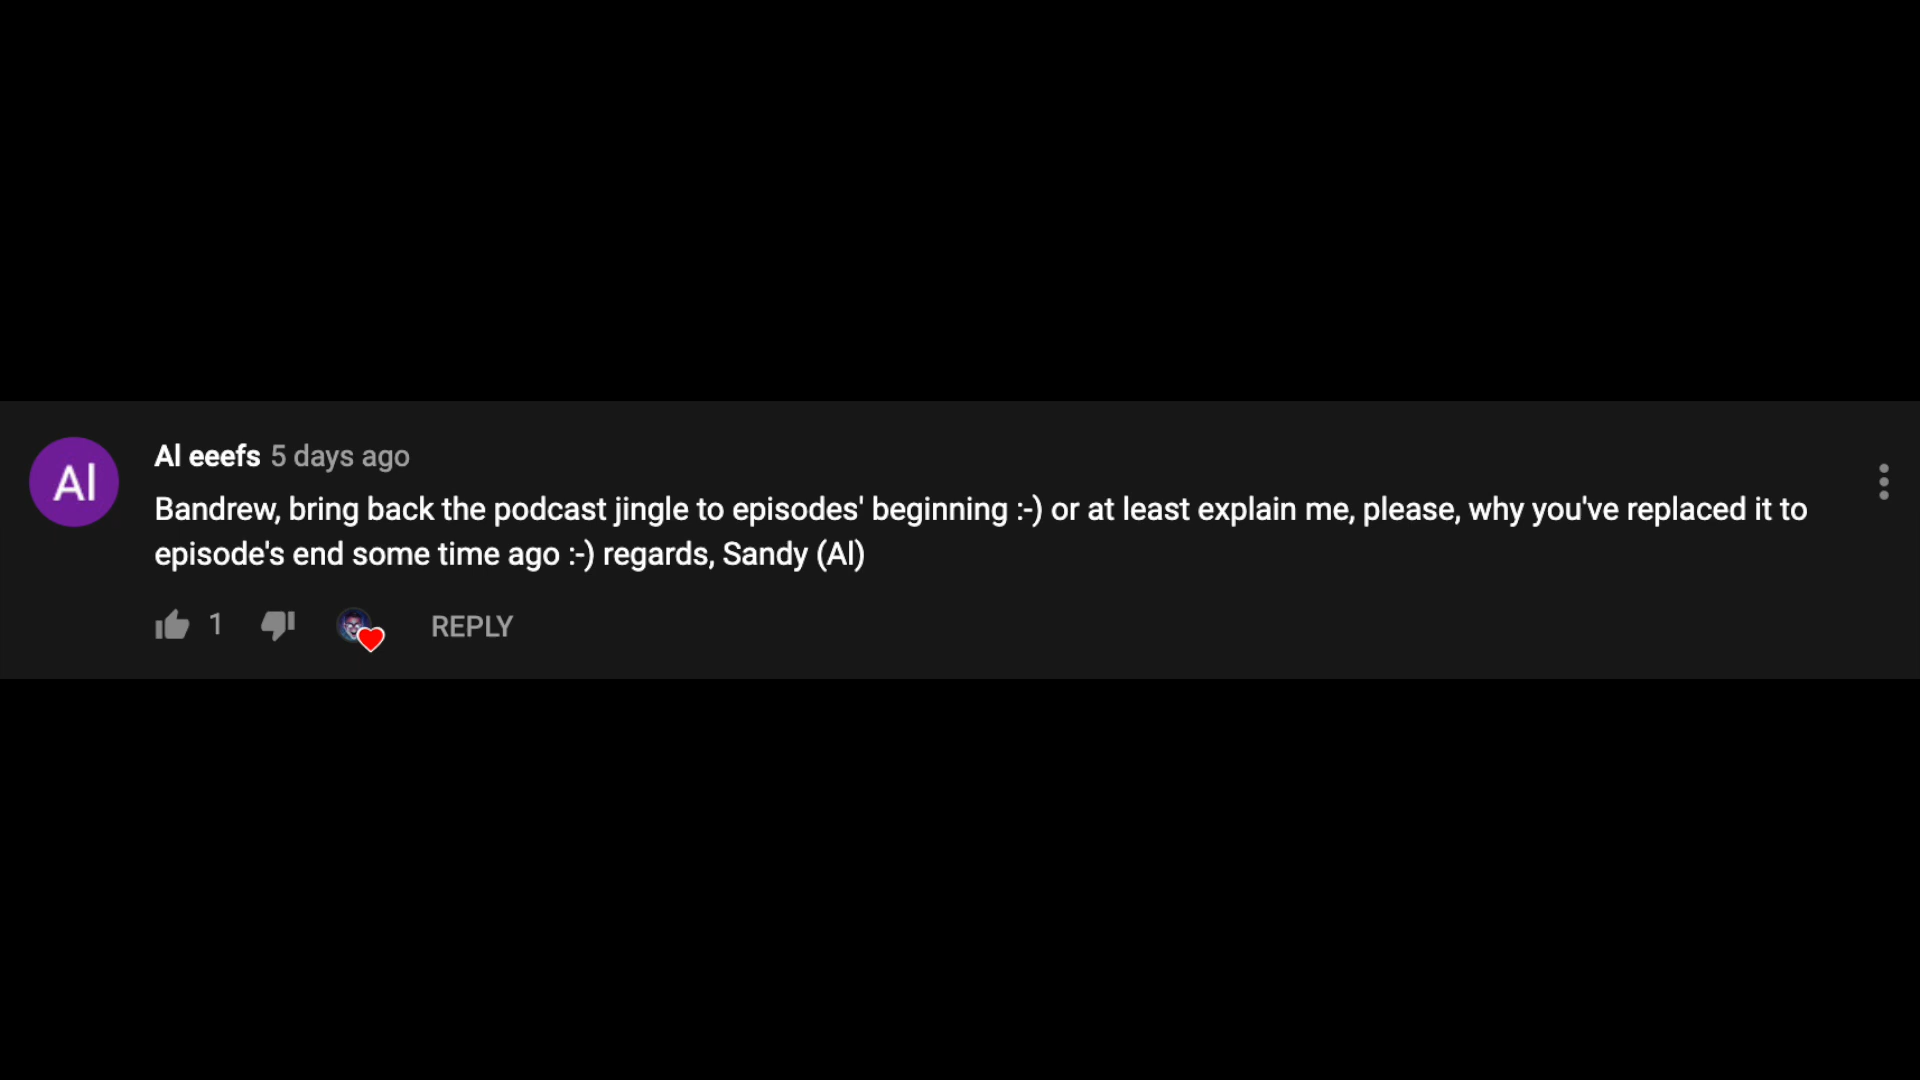 Al
Al eeefs 5 days ago
Bandrew, bring back the podcast jingle to episodes' beginning :-) or at least explain me, please, why you've replaced it to
episode's end some time ago :-) regards, Sandy (Al)
1 REPLY